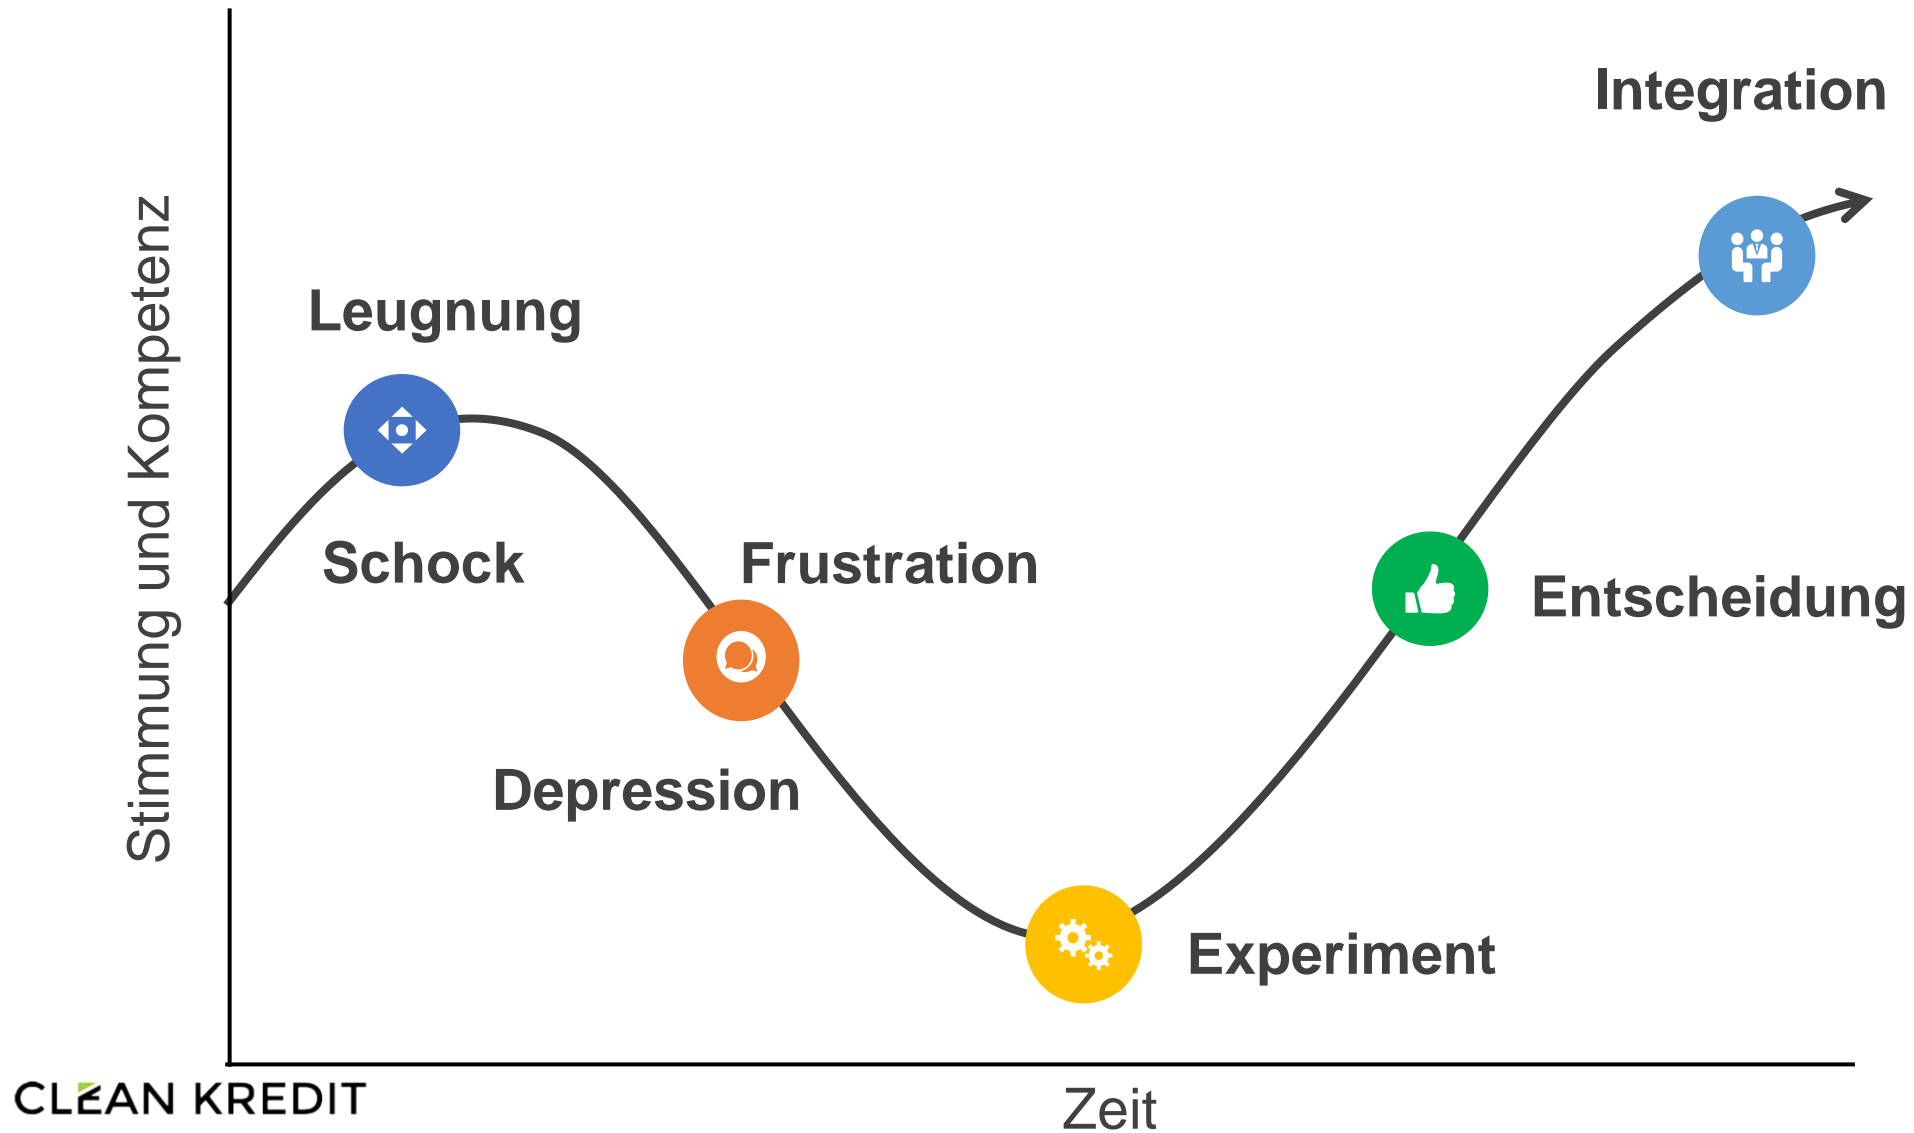 Integration
Leugnung
Schock
Frustration
Entscheidung
Depression
Experiment
Stimmung und Kompetenz
Zeit
CLEAN KREDIT